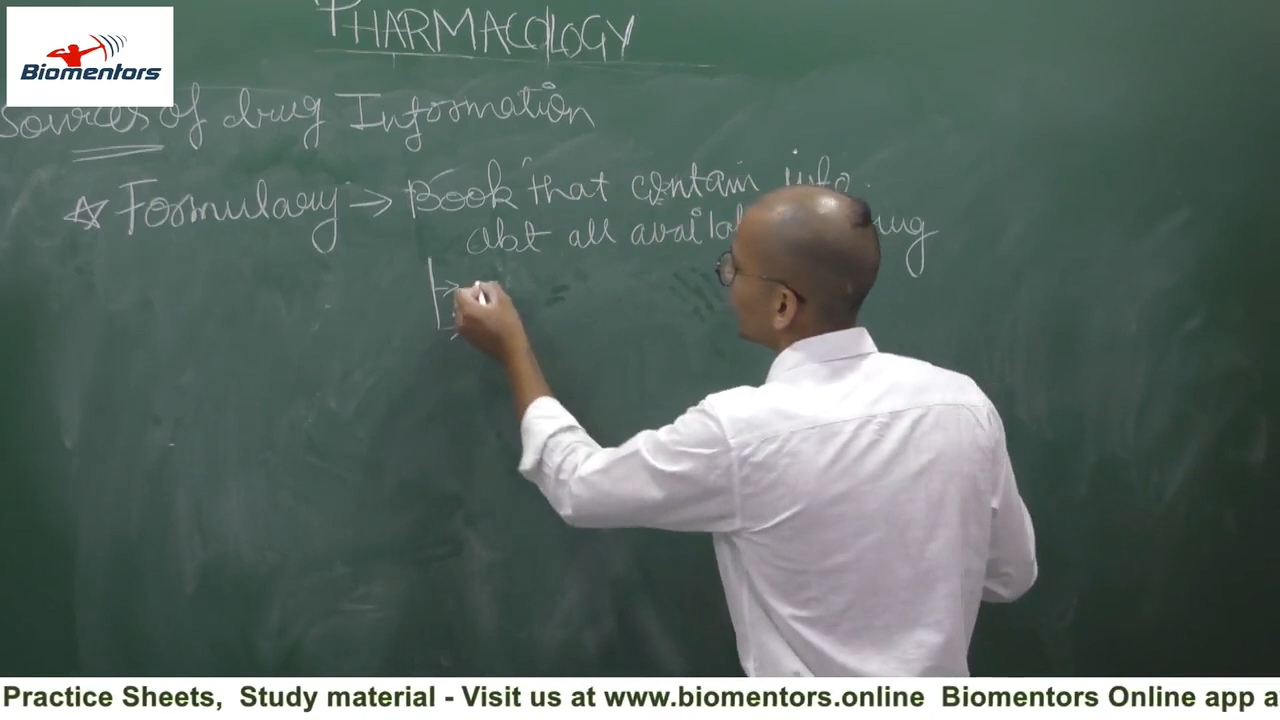 PHARMACOLOGY
Biomentors
Sources of drug Information
☆ Formulary → Book that contain info.
abt all
Practice Sheets, Study material - Visit us at www.biomentors.online Biomentors Online app a